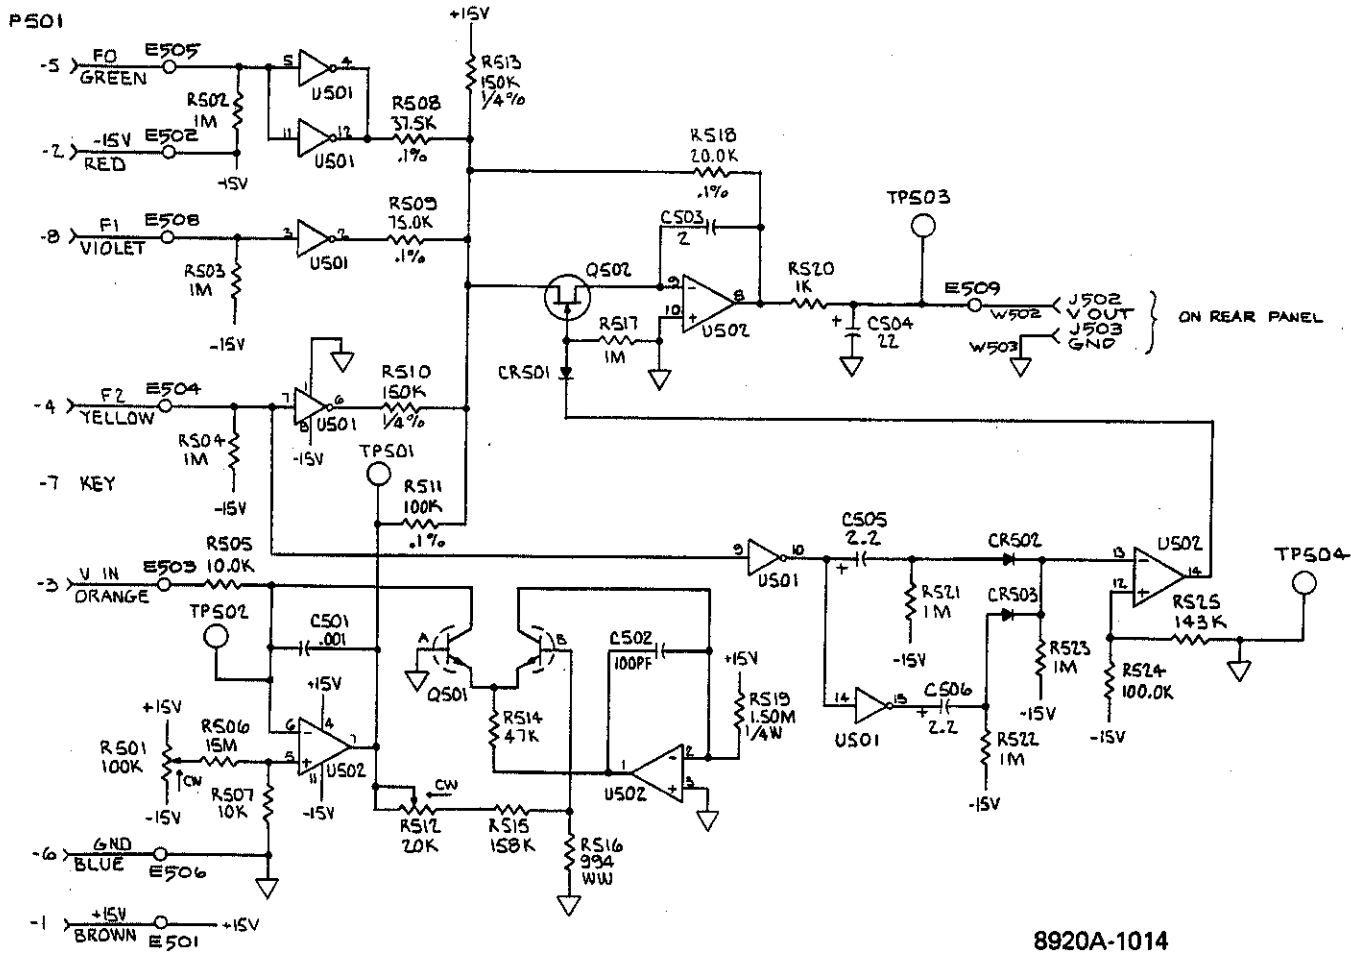 P501
-5 F0 E505
GREEN
-2 -15V E502
RED
R502
1M
-15V
5 4
U501
11 12
U501
R508
37.5K
.1%
+15V
R513
150K
1/4%
-8 F1 E508
VIOLET
R503
1M
-15V
3 2
U501
R509
75.0K
.1%
R518
20.0K
.1%
C503
2
Q502
9
10
8
U502
R517
1M
CR501
R520
1K
TP503
+ C504
22
E509
W502
J502
V OUT
J503
GND
W503
ON REAR PANEL
-4 F2 E504
YELLOW
R504
1M
-15V
7 1 6
8 U501
-15V
R510
150K
1/4%
-7 KEY
TP501
R511
100K
.1%
-3 V IN E503
ORANGE
R505
10.0K
TP502
C501
.001
9 10
U501
C505
2.2
+
R521
1M
-15V
CR502
CR503
R523
1M
-15V
14 15
U501
C506
+ 2.2
R522
1M
-15V
13
12
14
U502
R525
143K
R524
100.0K
-15V
TP504
A
B
Q501
R514
47K
C502
100PF
+15V
R519
1.50M
1/4W
2
1
3
U502
+15V
R501
100K
CW
-15V
R506
15M
R507
10K
+15V
6 4
5 7
11 U502
-15V
CW
R512
20K
R515
158K
R516
994
WW
-6 GND
BLUE E506
-1 +15V +15V
BROWN E501
8920A-1014